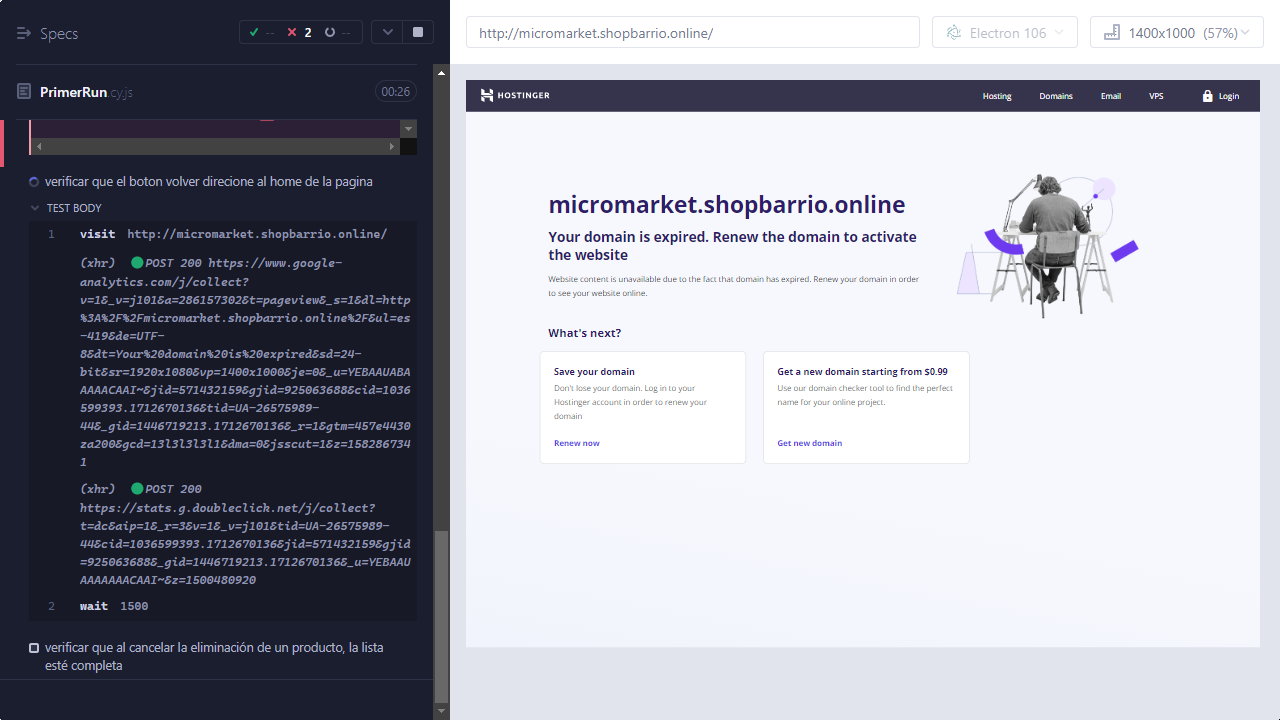 Specs
-- 2 --
PrimerRun.cy.js
00:26
verificar que el boton volver direcione al home de la pagina
TEST BODY
1 visit http://micromarket.shopbarrio.online/
(xhr) POST 200 https://www.google-
analytics.com/j/collect?
v=1&_v=j101&a=286157302&t=pageview&_s=1&dl=http
%3A%2F%2Fmicromarket.shopbarrio.online%2F&ul=es
-419&de=UTF-
8&dt=Your%20domain%20is%20expired&sd=24-
bit&sr=1920x1080&vp=1400x1000&je=0&_u=YEBAAUABA
AAAACAAI~&jid=571432159&gjid=925063688&cid=1036
599393.1712670136&tid=UA-26575989-
44&_gid=1446719213.1712670136&_r=1&gtm=457e4430
za200&gcd=13l3l3l3l1&dma=0&jsscut=1&z=158286734
1
(xhr) POST 200
https://stats.g.doubleclick.net/j/collect?
t=dc&aip=1&_r=3&v=1&_v=j101&tid=UA-26575989-
44&cid=1036599393.1712670136&jid=571432159&gjid
=925063688&_gid=1446719213.1712670136&_u=YEBAAU
AAAAAAACAAI~&z=1500480920
2 wait 1500
verificar que al cancelar la eliminación de un producto, la lista
esté completa
http://micromarket.shopbarrio.online/
Electron 106
1400x1000 (57%)
HOSTINGER
Hosting Domains Email VPS Login
micromarket.shopbarrio.online
Your domain is expired. Renew the domain to activate
the website
Website content is unavailable due to the fact that domain has expired. Renew your domain in order
to see your website online.
What's next?
Save your domain
Don't lose your domain. Log in to your
Hostinger account in order to renew your
domain
Renew now
Get a new domain starting from $0.99
Use our domain checker tool to find the perfect
name for your online project.
Get new domain